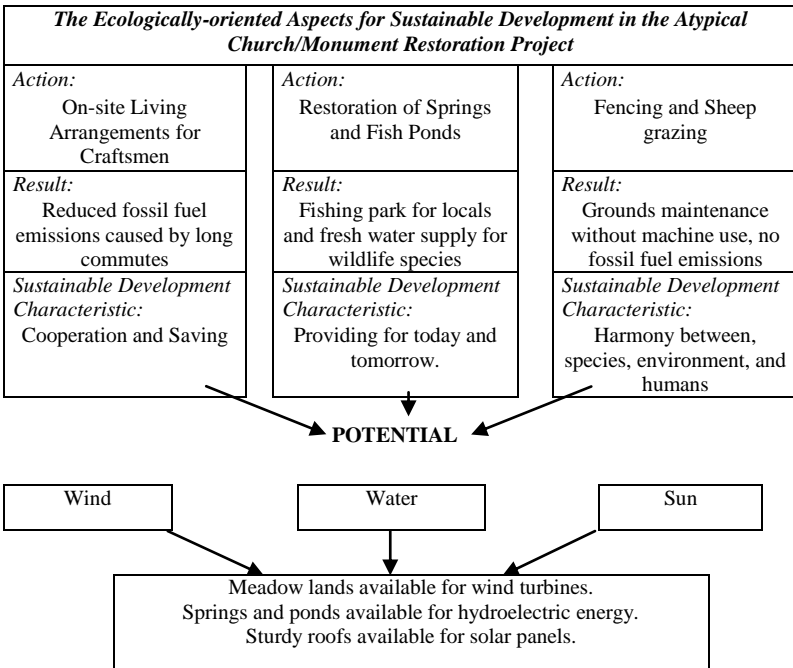 The Ecologically-oriented Aspects for Sustainable Development in the Atypical
Church/Monument Restoration Project
Action:
On-site Living
Arrangements for
Craftsmen
Result:
Reduced fossil fuel
emissions caused by long
commutes
Sustainable Development
Characteristic:
Cooperation and Saving
Action:
Restoration of Springs
and Fish Ponds
Result:
Fishing park for locals
and fresh water supply for
wildlife species
Sustainable Development
Characteristic:
Providing for today and
tomorrow.
Action:
Fencing and Sheep
grazing
Result:
Grounds maintenance
without machine use, no
fossil fuel emissions
Sustainable Development
Characteristic:
Harmony between,
species, environment, and
humans
POTENTIAL
Wind
Water
Sun
Meadow lands available for wind turbines.
Springs and ponds available for hydroelectric energy.
Sturdy roofs available for solar panels.